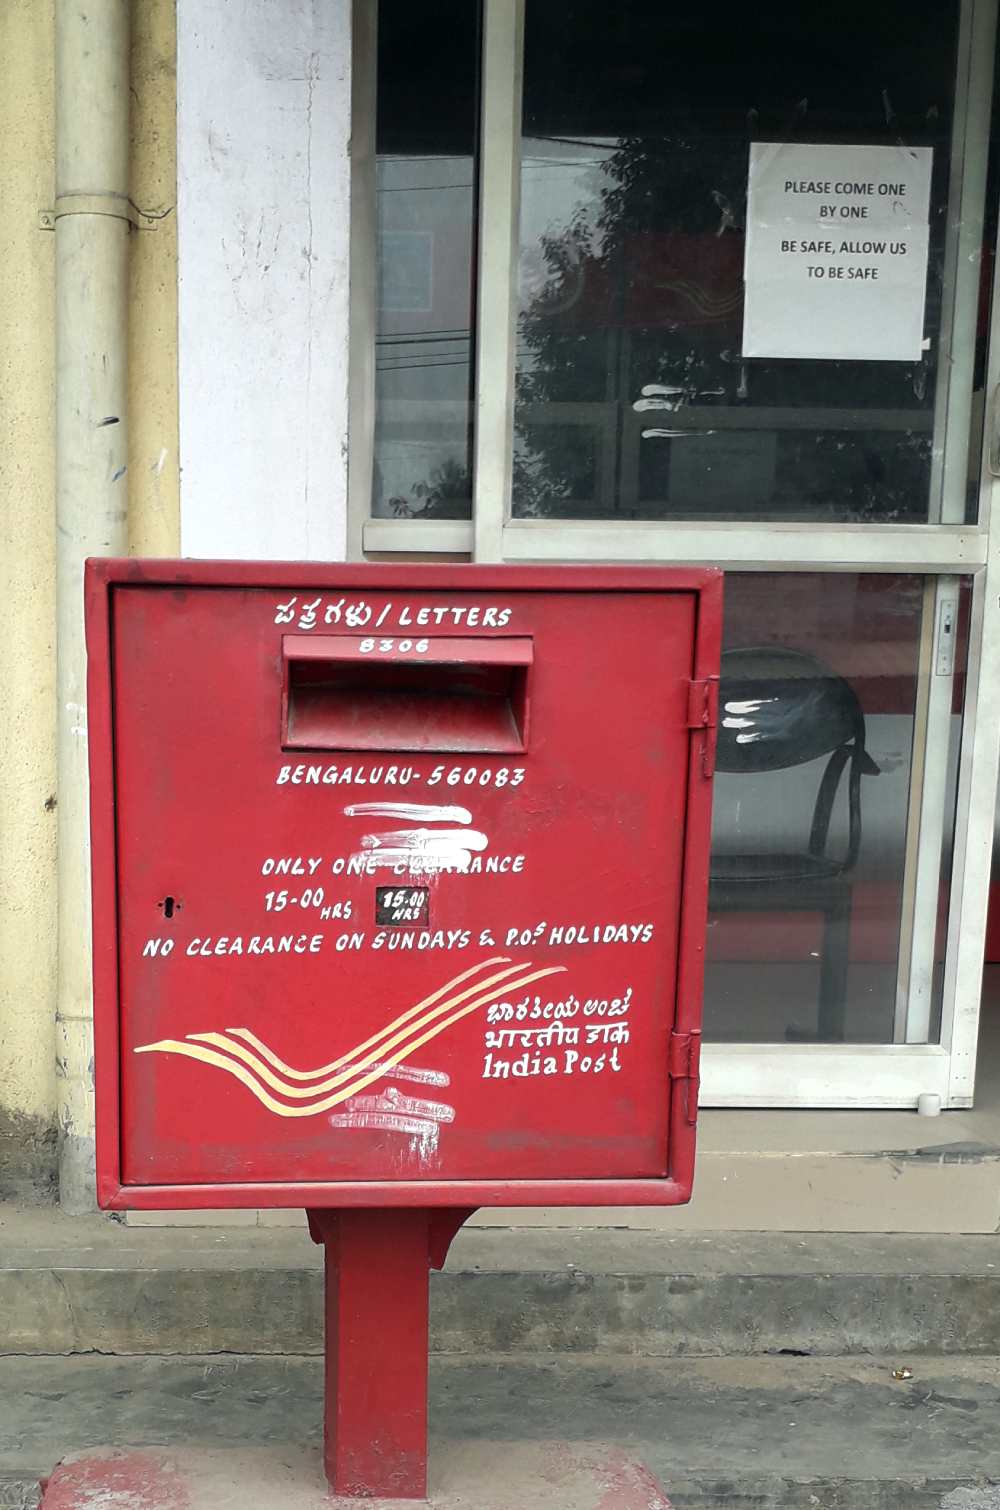 PLEASE COME ONE
BY ONE
BE SAFE, ALLOW US
TO BE SAFE
ಪತ್ರಗಳು / LETTERS
8306
BENGALURU - 560083
ONLY ONE CLEARANCE
15-00 HRS
15.00
HRS
NO CLEARANCE ON SUNDAYS & P.O.S HOLIDAYS
ಭಾರತೀಯ ಅಂಚೆ
भारतीय डाक
India Post